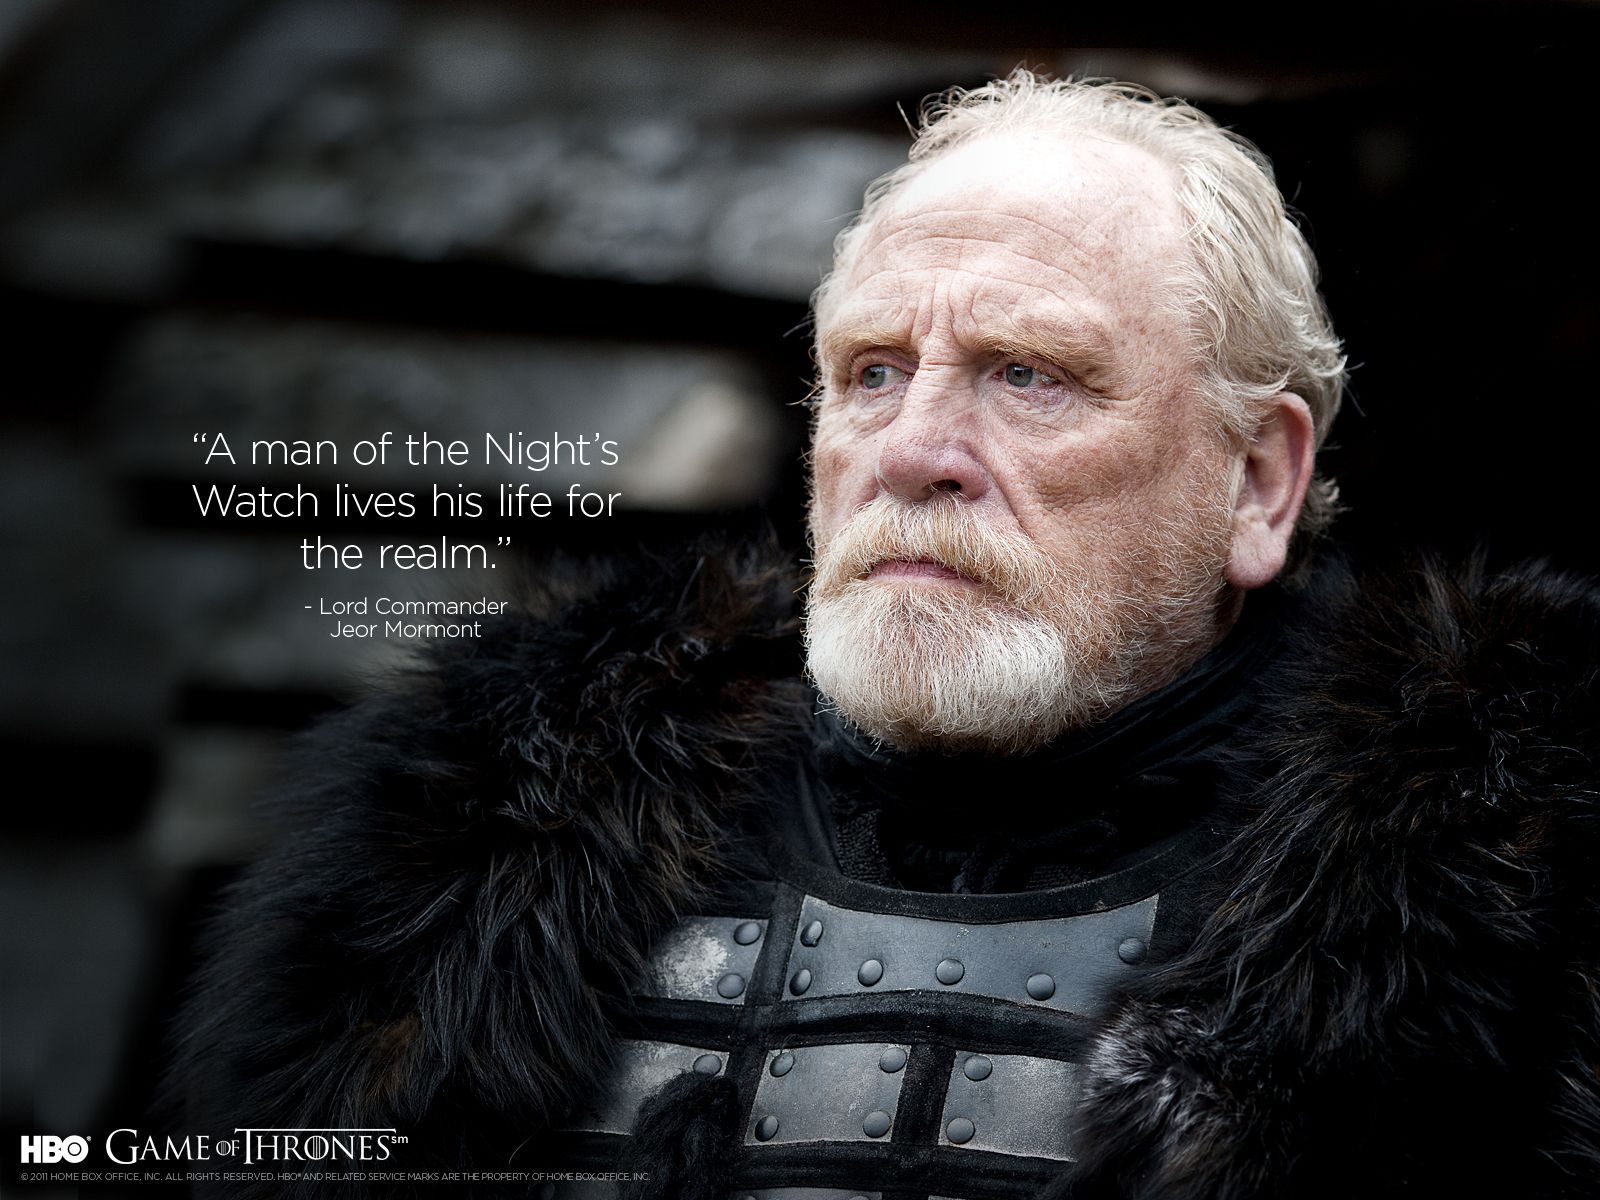 “A man of the Night’s
Watch lives his life for
the realm.”
- Lord Commander
Jeor Mormont
HBO® GAME OF THRONES℠
© 2011 HOME BOX OFFICE, INC. ALL RIGHTS RESERVED. HBO® AND RELATED SERVICE MARKS ARE THE PROPERTY OF HOME BOX OFFICE, INC.